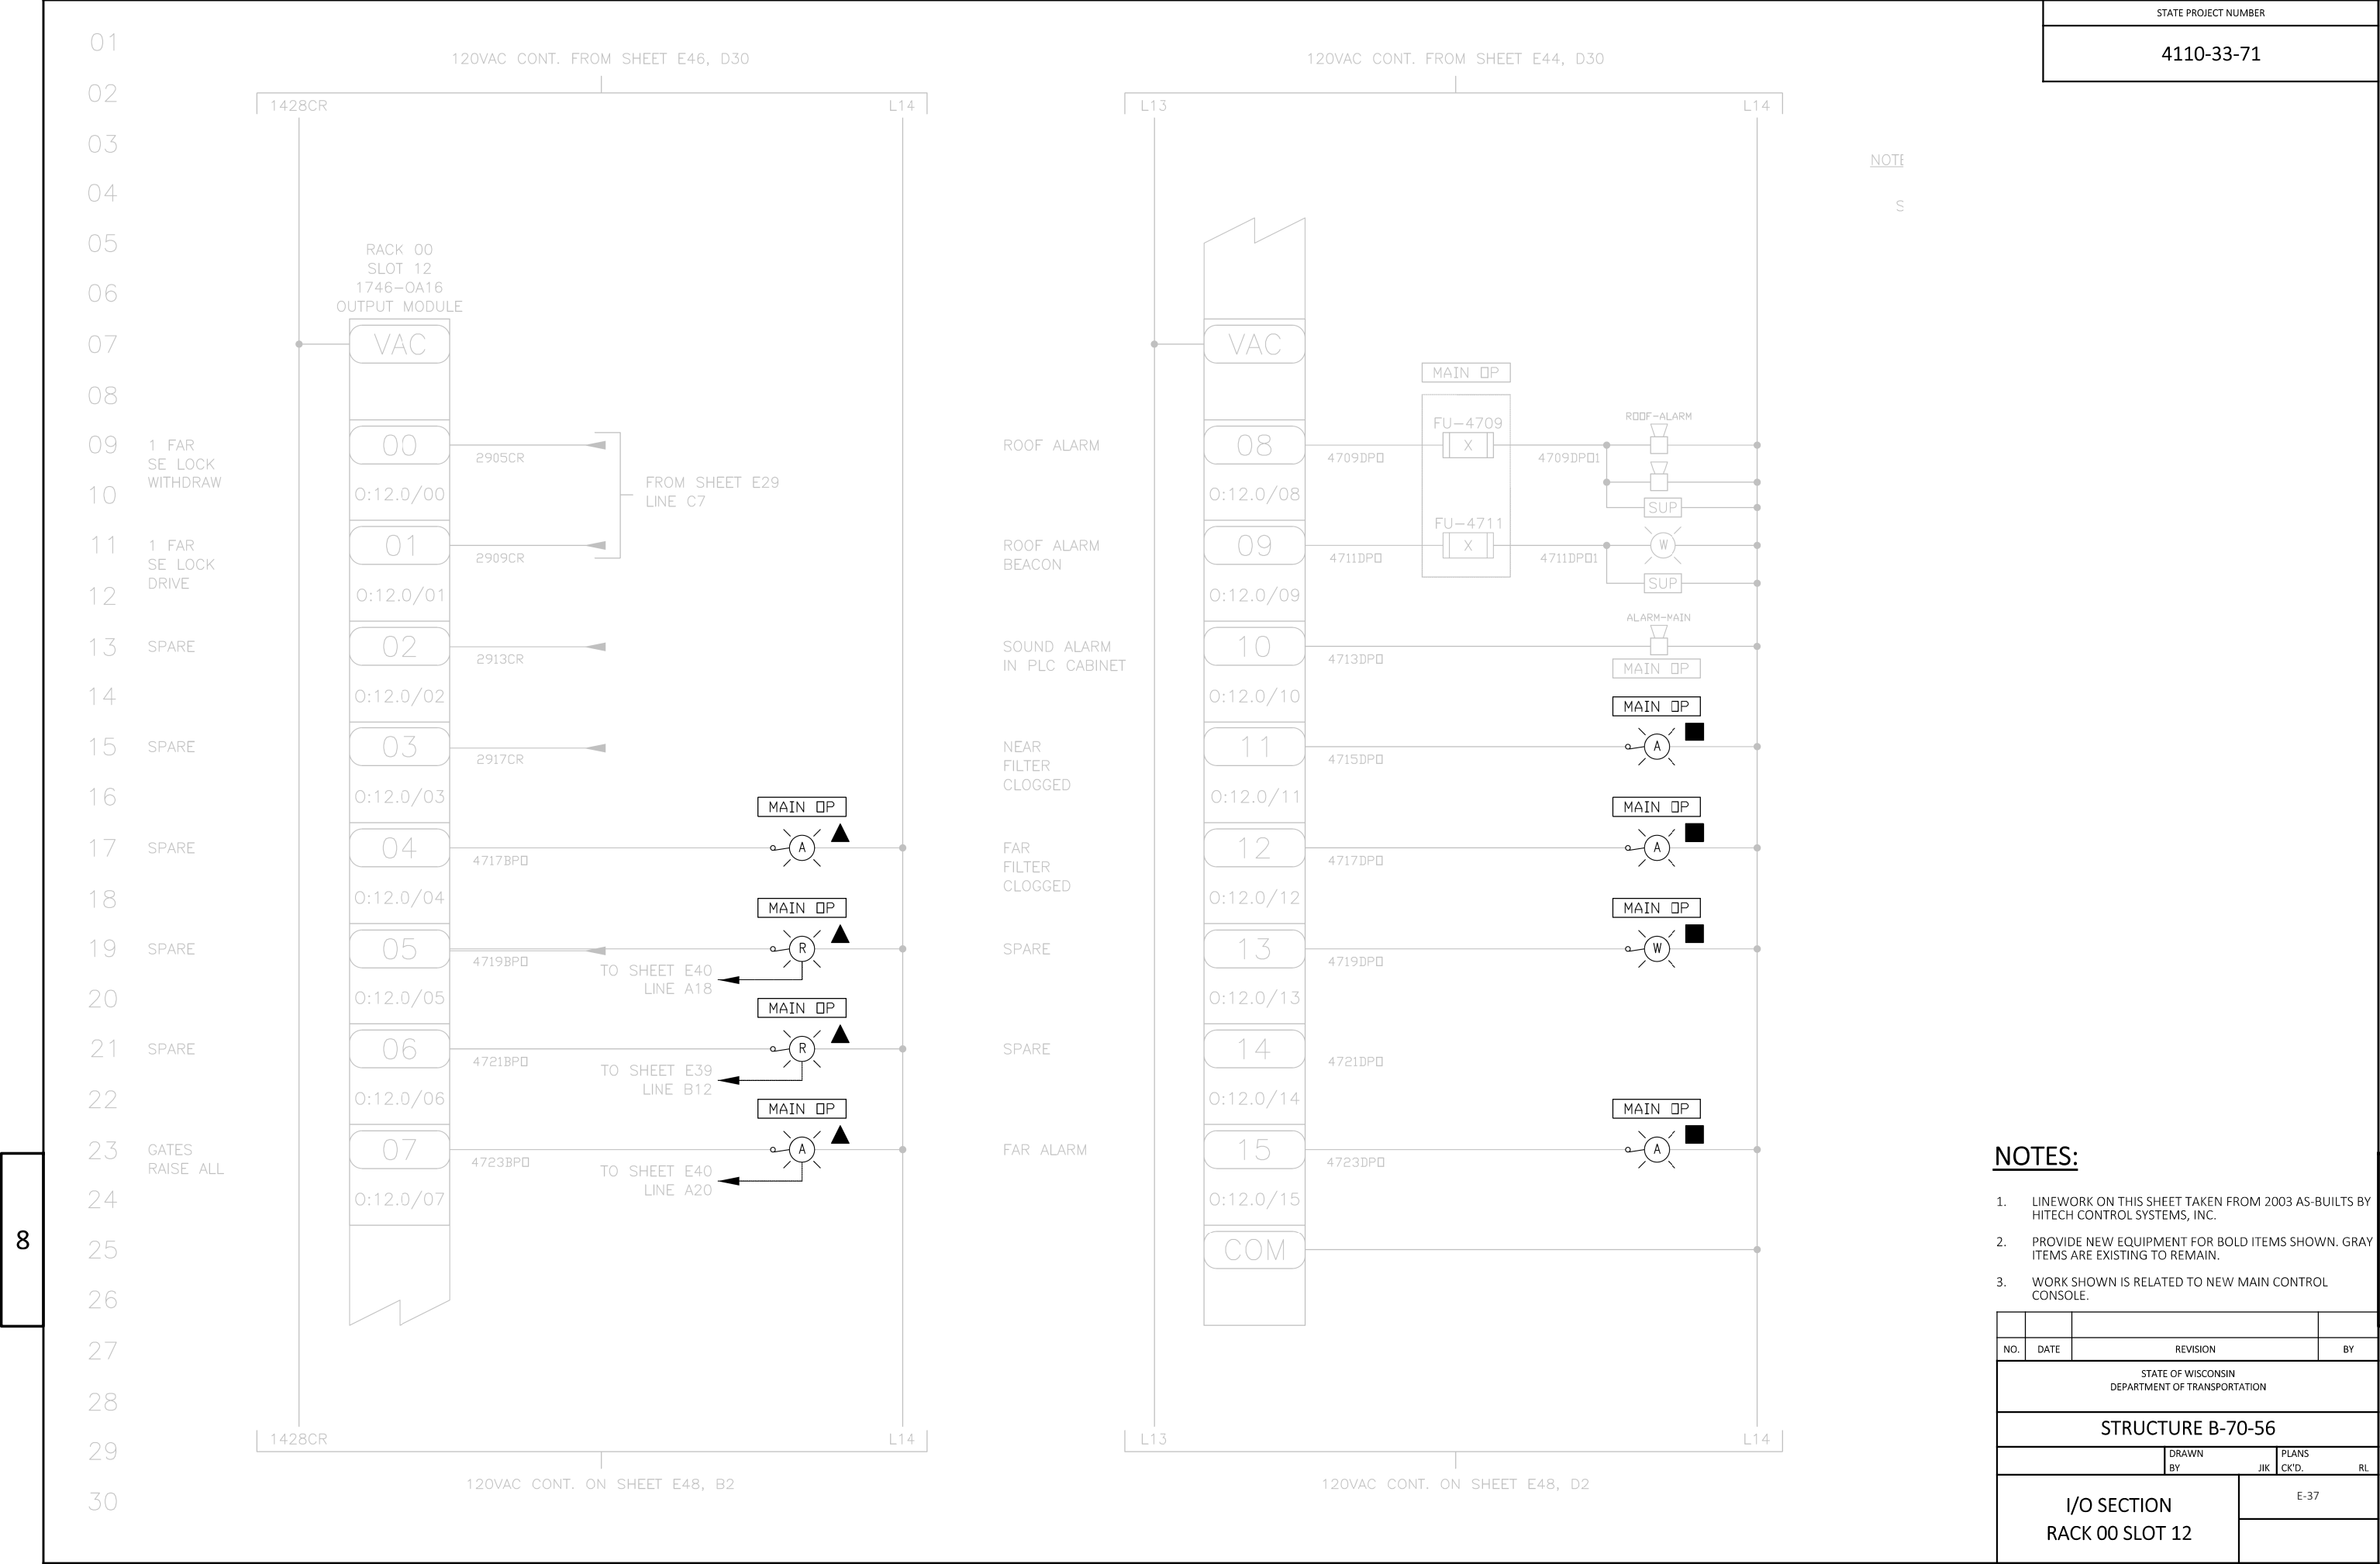 STATE PROJECT NUMBER
4110-33-71
01
02
03
04
05
06
07
08
09
10
11
12
13
14
15
16
17
18
19
20
21
22
23
24
25
26
27
28
29
30
120VAC CONT. FROM SHEET E46, D30
1428CR
L14
RACK 00
SLOT 12
1746-OA16
OUTPUT MODULE
VAC
1 FAR
SE LOCK
WITHDRAW
00
2905CR
O:12.0/00
FROM SHEET E29
LINE C7
1 FAR
SE LOCK
DRIVE
01
2909CR
O:12.0/01
SPARE
02
2913CR
O:12.0/02
SPARE
03
2917CR
O:12.0/03
MAIN OP
SPARE
04
4717BPO
A
O:12.0/04
MAIN OP
SPARE
05
4719BPO
R
TO SHEET E40
LINE A18
O:12.0/05
MAIN OP
SPARE
06
4721BPO
R
TO SHEET E39
LINE B12
O:12.0/06
MAIN OP
GATES
RAISE ALL
07
4723BPO
A
TO SHEET E40
LINE A20
O:12.0/07
1428CR
L14
120VAC CONT. ON SHEET E48, B2
120VAC CONT. FROM SHEET E44, D30
L13
L14
VAC
MAIN OP
ROOF ALARM
08
4709DPO
FU-4709
X
4709DPO1
ROOF-ALARM
O:12.0/08
SUP
ROOF ALARM
BEACON
09
4711DPO
FU-4711
X
4711DPO1
W
SUP
O:12.0/09
SOUND ALARM
IN PLC CABINET
10
4713DPO
ALARM-MAIN
MAIN OP
O:12.0/10
MAIN OP
NEAR
FILTER
CLOGGED
11
4715DPO
A
O:12.0/11
MAIN OP
FAR
FILTER
CLOGGED
12
4717DPO
A
O:12.0/12
MAIN OP
SPARE
13
4719DPO
W
O:12.0/13
SPARE
14
4721DPO
O:12.0/14
MAIN OP
FAR ALARM
15
4723DPO
A
O:12.0/15
COM
L13
L14
120VAC CONT. ON SHEET E48, D2
NOTE
S
8
NOTES:
1. LINEWORK ON THIS SHEET TAKEN FROM 2003 AS-BUILTS BY
HITECH CONTROL SYSTEMS, INC.
2. PROVIDE NEW EQUIPMENT FOR BOLD ITEMS SHOWN. GRAY
ITEMS ARE EXISTING TO REMAIN.
3. WORK SHOWN IS RELATED TO NEW MAIN CONTROL
CONSOLE.
NO. DATE REVISION BY
STATE OF WISCONSIN
DEPARTMENT OF TRANSPORTATION
STRUCTURE B-70-56
DRAWN BY JIK PLANS CK'D. RL
I/O SECTION
RACK 00 SLOT 12
E-37